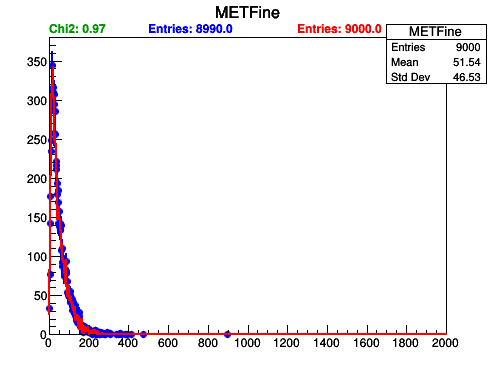 METFine
Chi2: 0.97 Entries: 8990.0 Entries: 9000.0
METFine
Entries 9000
Mean 51.54
Std Dev 46.53
350
300
250
200
150
100
50
0
0 200 400 600 800 1000 1200 1400 1600 1800 2000